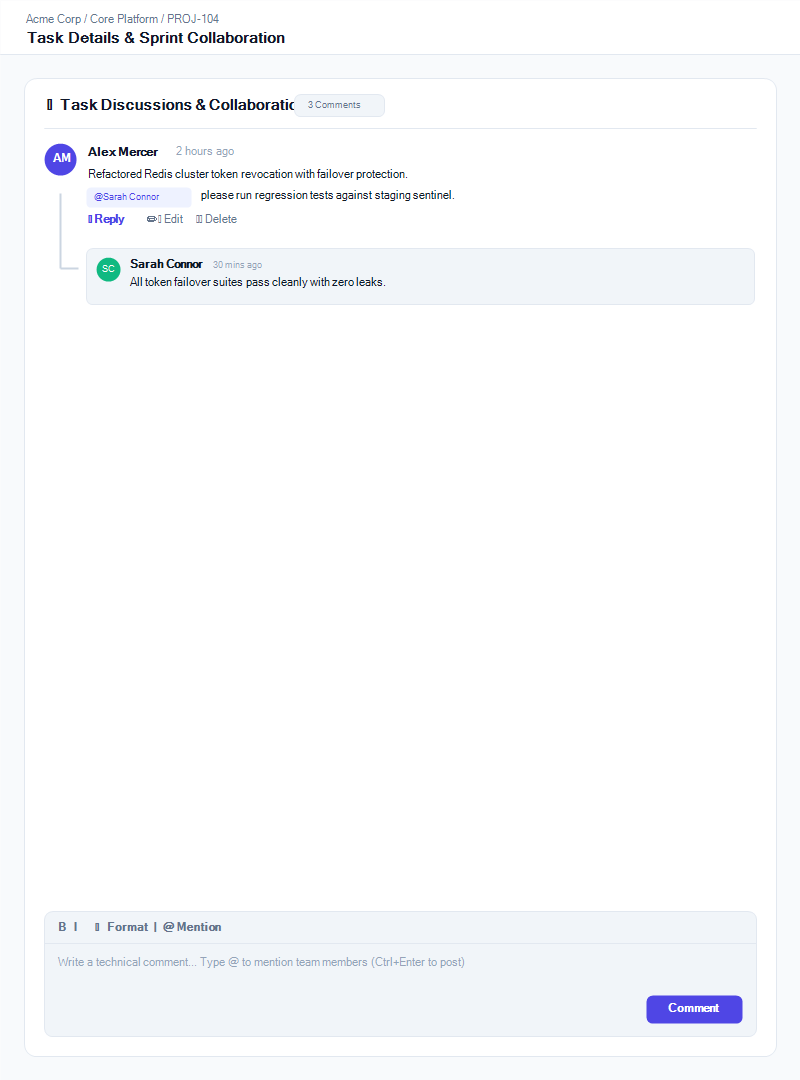 Acme Corp / Core Platform / PROJ-104
Task Details & Sprint Collaboration
Task Discussions & Collaboratio
3 Comments
AM
Alex Mercer 2 hours ago
Refactored Redis cluster token revocation with failover protection.
@Sarah Connor please run regression tests against staging sentinel.
Reply Edit Delete
SC
Sarah Connor 30 mins ago
All token failover suites pass cleanly with zero leaks.
B I Format | @ Mention
Write a technical comment... Type @ to mention team members (Ctrl+Enter to post)
Comment